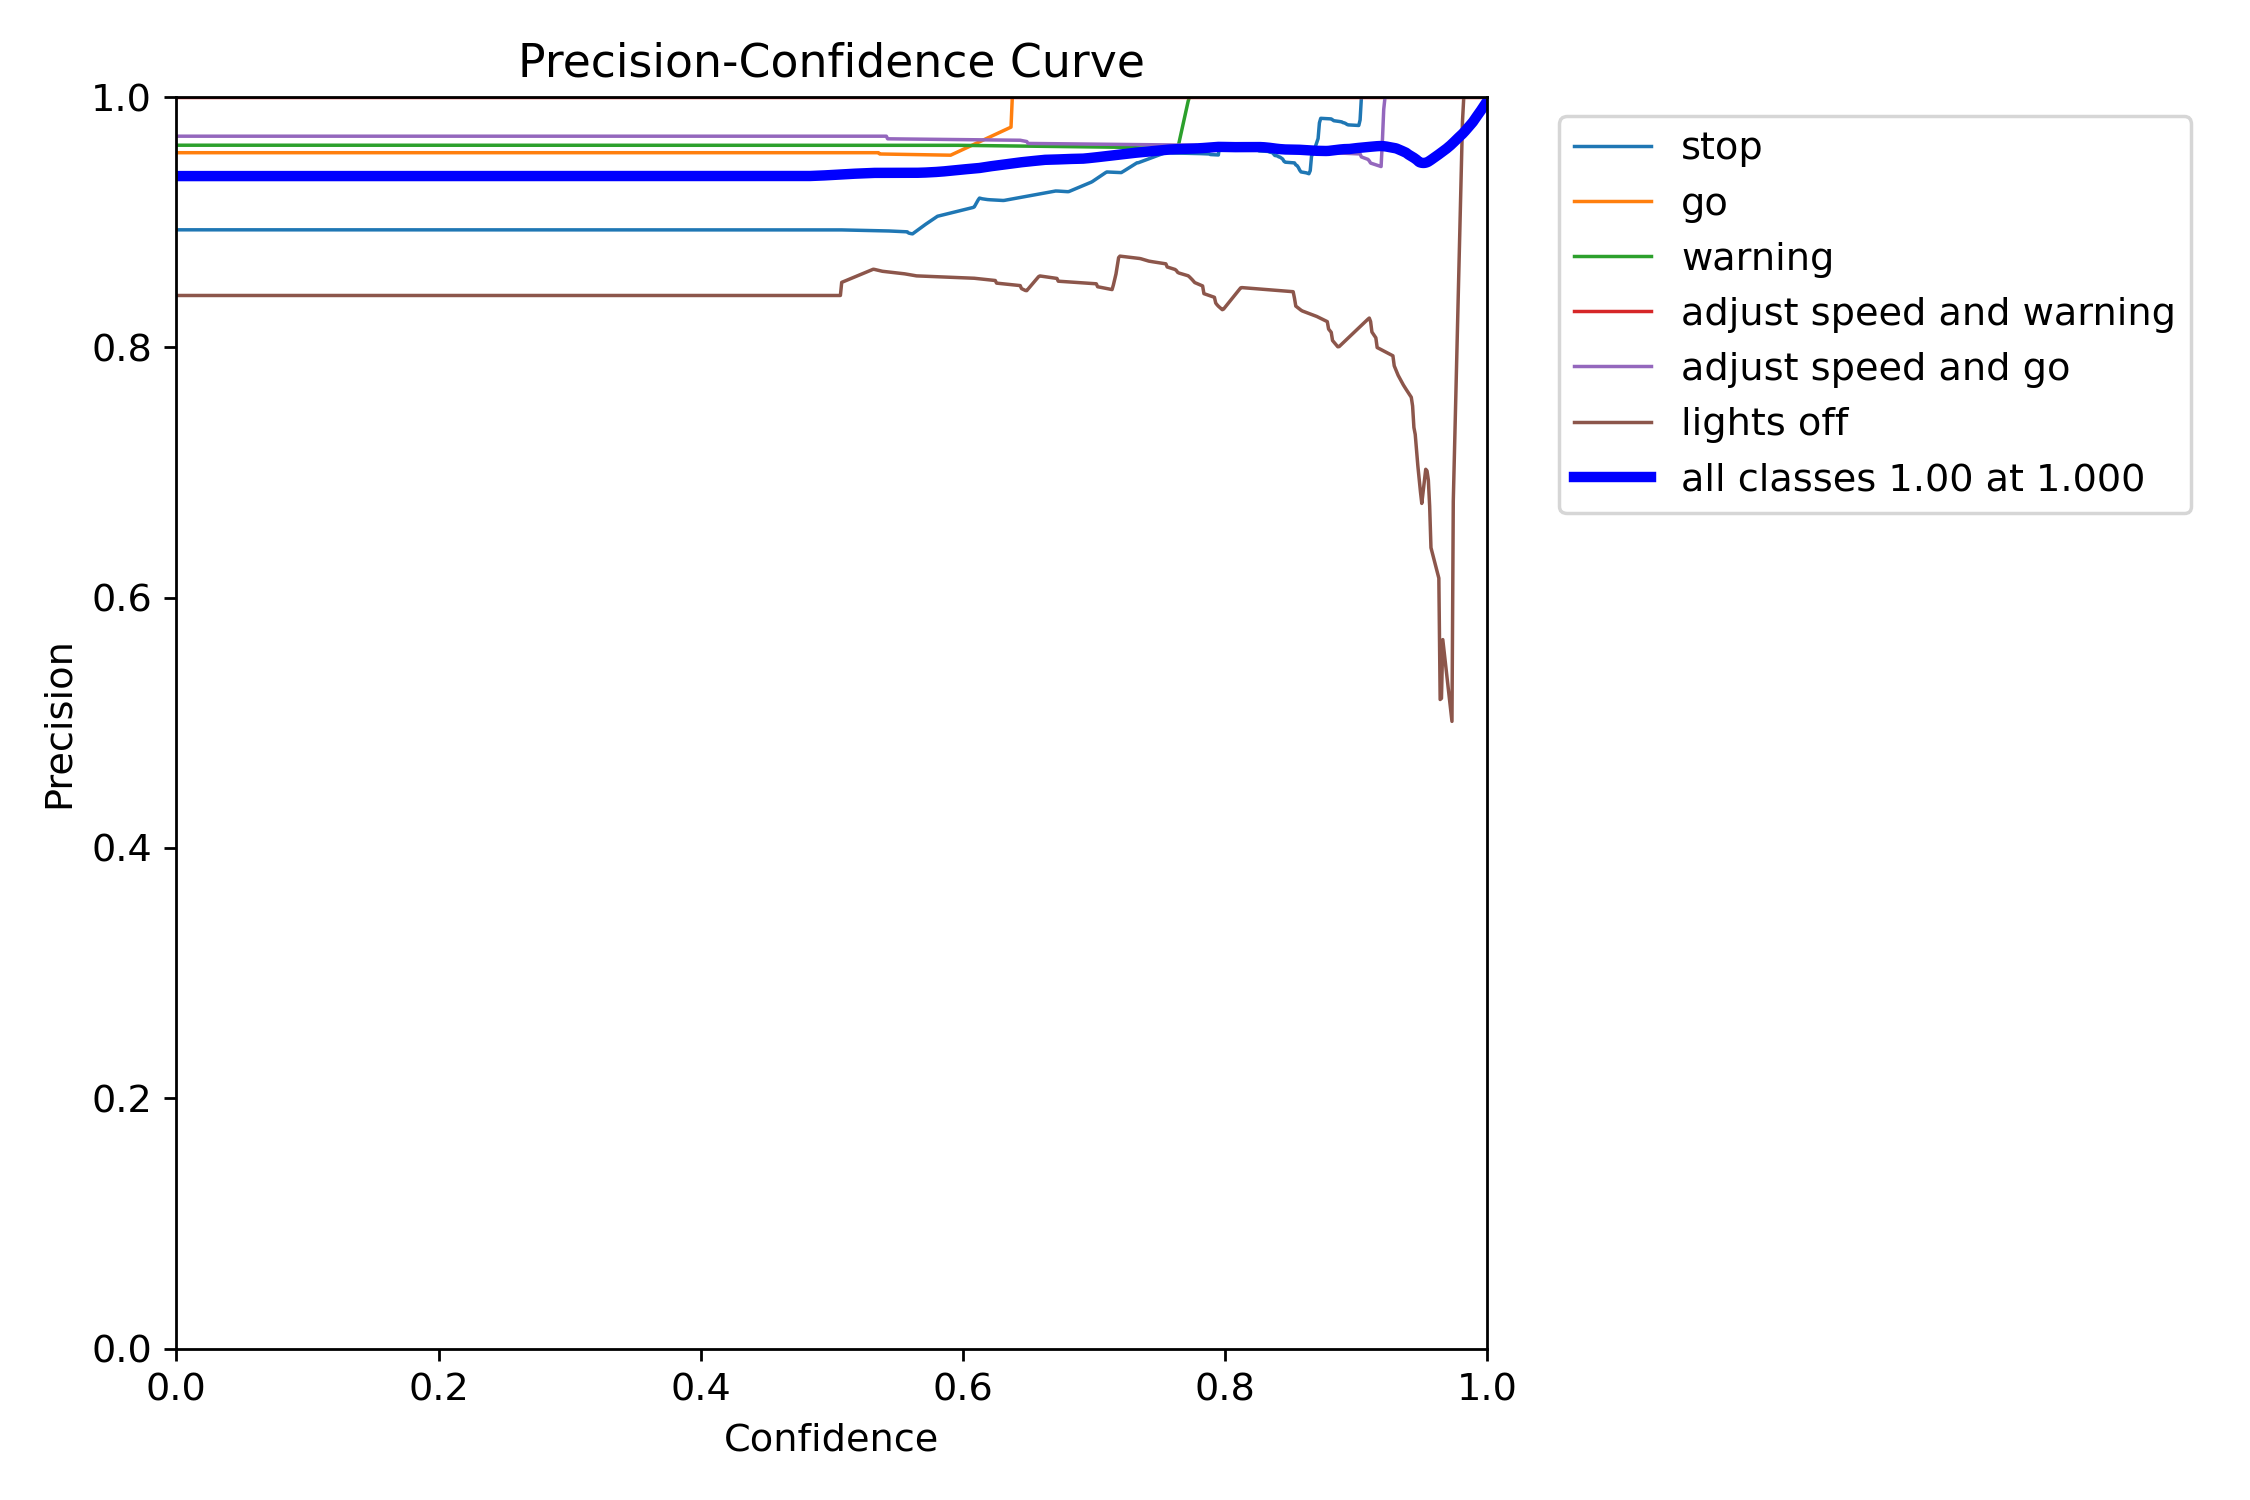 Precision-Confidence Curve
1.0
0.8
0.6
0.4
0.2
0.0
Precision
0.0 0.2 0.4 0.6 0.8 1.0
Confidence
stop
go
warning
adjust speed and warning
adjust speed and go
lights off
all classes 1.00 at 1.000